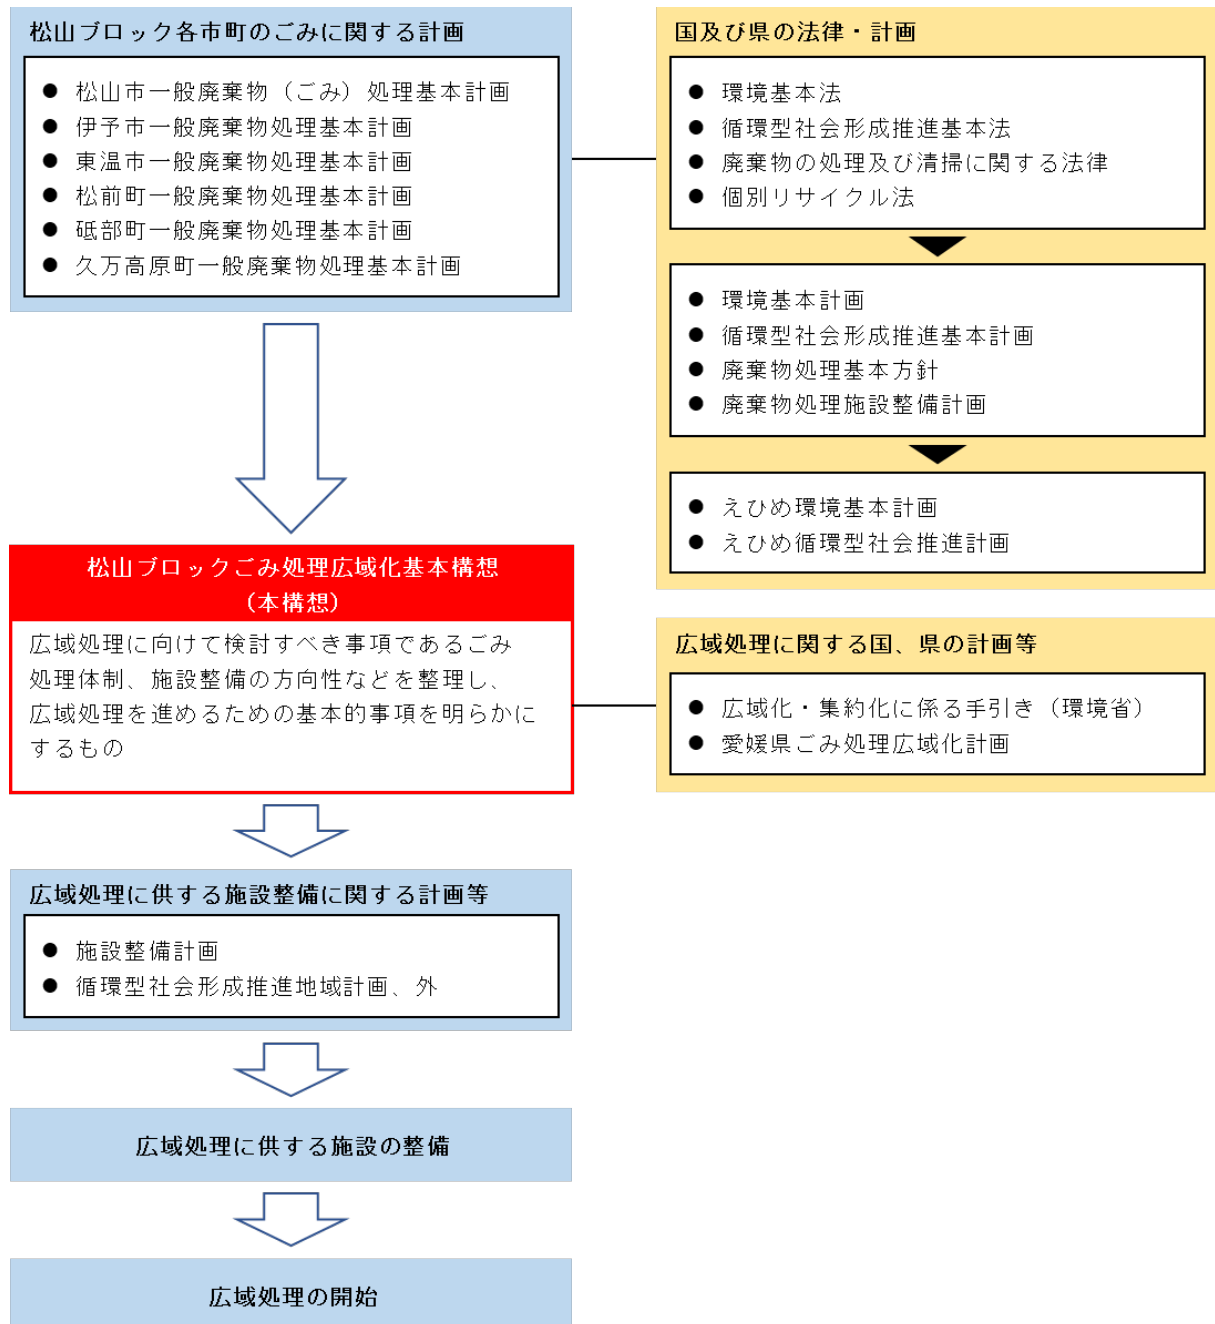 松山ブロック各市町のごみに関する計画
● 松山市一般廃棄物（ごみ）処理基本計画
● 伊予市一般廃棄物処理基本計画
● 東温市一般廃棄物処理基本計画
● 松前町一般廃棄物処理基本計画
● 砥部町一般廃棄物処理基本計画
● 久万高原町一般廃棄物処理基本計画
国及び県の法律・計画
● 環境基本法
● 循環型社会形成推進基本法
● 廃棄物の処理及び清掃に関する法律
● 個別リサイクル法
● 環境基本計画
● 循環型社会形成推進基本計画
● 廃棄物処理基本方針
● 廃棄物処理施設整備計画
● えひめ環境基本計画
● えひめ循環型社会推進計画
松山ブロックごみ処理広域化基本構想
（本構想）
広域処理に向けて検討すべき事項であるごみ
処理体制、施設整備の方向性などを整理し、
広域処理を進めるための基本的事項を明らかに
するもの
広域処理に関する国、県の計画等
● 広域化・集約化に係る手引き（環境省）
● 愛媛県ごみ処理広域化計画
広域処理に供する施設整備に関する計画等
● 施設整備計画
● 循環型社会形成推進地域計画、外
広域処理に供する施設の整備
広域処理の開始